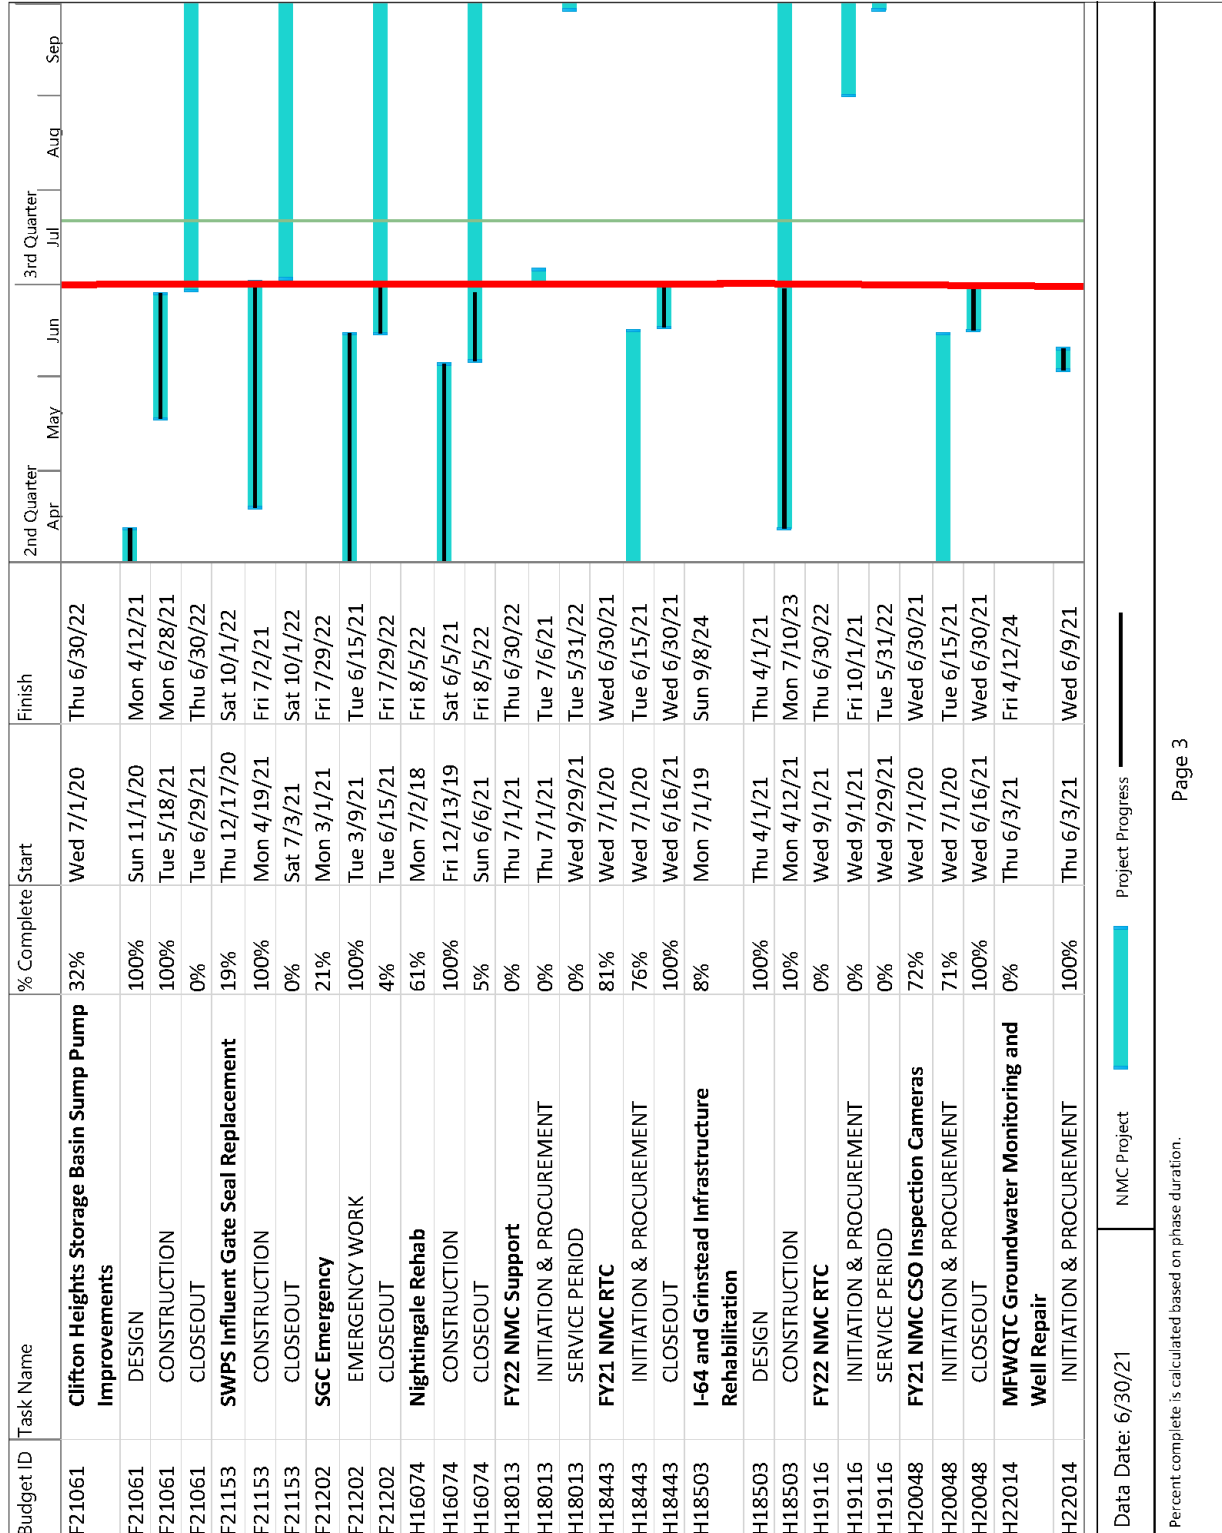 Budget ID Task Name % Complete Start Finish 2nd Quarter 3rd Quarter
Apr May Jun Jul Aug Sep
F21061 Clifton Heights Storage Basin Sump Pump 32% Wed 7/1/20 Thu 6/30/22
Improvements
F21061 DESIGN 100% Sun 11/1/20 Mon 4/12/21
F21061 CONSTRUCTION 100% Tue 5/18/21 Mon 6/28/21
F21061 CLOSEOUT 0% Tue 6/29/21 Thu 6/30/22
F21153 SWPS Influent Gate Seal Replacement 19% Thu 12/17/20 Sat 10/1/22
F21153 CONSTRUCTION 100% Mon 4/19/21 Fri 7/2/21
F21153 CLOSEOUT 0% Sat 7/3/21 Sat 10/1/22
F21202 SGC Emergency 21% Mon 3/1/21 Fri 7/29/22
F21202 EMERGENCY WORK 100% Tue 3/9/21 Tue 6/15/21
F21202 CLOSEOUT 4% Tue 6/15/21 Fri 7/29/22
H16074 Nightingale Rehab 61% Mon 7/2/18 Fri 8/5/22
H16074 CONSTRUCTION 100% Fri 12/13/19 Sat 6/5/21
H16074 CLOSEOUT 5% Sun 6/6/21 Fri 8/5/22
H18013 FY22 NMC Support 0% Thu 7/1/21 Thu 6/30/22
H18013 INITIATION & PROCUREMENT 0% Thu 7/1/21 Tue 7/6/21
H18013 SERVICE PERIOD 0% Wed 9/29/21 Tue 5/31/22
H18443 FY21 NMC RTC 81% Wed 7/1/20 Wed 6/30/21
H18443 INITIATION & PROCUREMENT 76% Wed 7/1/20 Tue 6/15/21
H18443 CLOSEOUT 100% Wed 6/16/21 Wed 6/30/21
H18503 I-64 and Grinstead Infrastructure 8% Mon 7/1/19 Sun 9/8/24
Rehabilitation
H18503 DESIGN 100% Thu 4/1/21 Thu 4/1/21
H18503 CONSTRUCTION 10% Mon 4/12/21 Mon 7/10/23
H19116 FY22 NMC RTC 0% Wed 9/1/21 Thu 6/30/22
H19116 INITIATION & PROCUREMENT 0% Wed 9/1/21 Fri 10/1/21
H19116 SERVICE PERIOD 0% Wed 9/29/21 Tue 5/31/22
H20048 FY21 NMC CSO Inspection Cameras 72% Wed 7/1/20 Wed 6/30/21
H20048 INITIATION & PROCUREMENT 71% Wed 7/1/20 Tue 6/15/21
H20048 CLOSEOUT 100% Wed 6/16/21 Wed 6/30/21
H22014 MFWQTC Groundwater Monitoring and 0% Thu 6/3/21 Fri 4/12/24
Well Repair
H22014 INITIATION & PROCUREMENT 100% Thu 6/3/21 Wed 6/9/21
Data Date: 6/30/21 NMC Project Project Progress
Percent complete is calculated based on phase duration.
Page 3